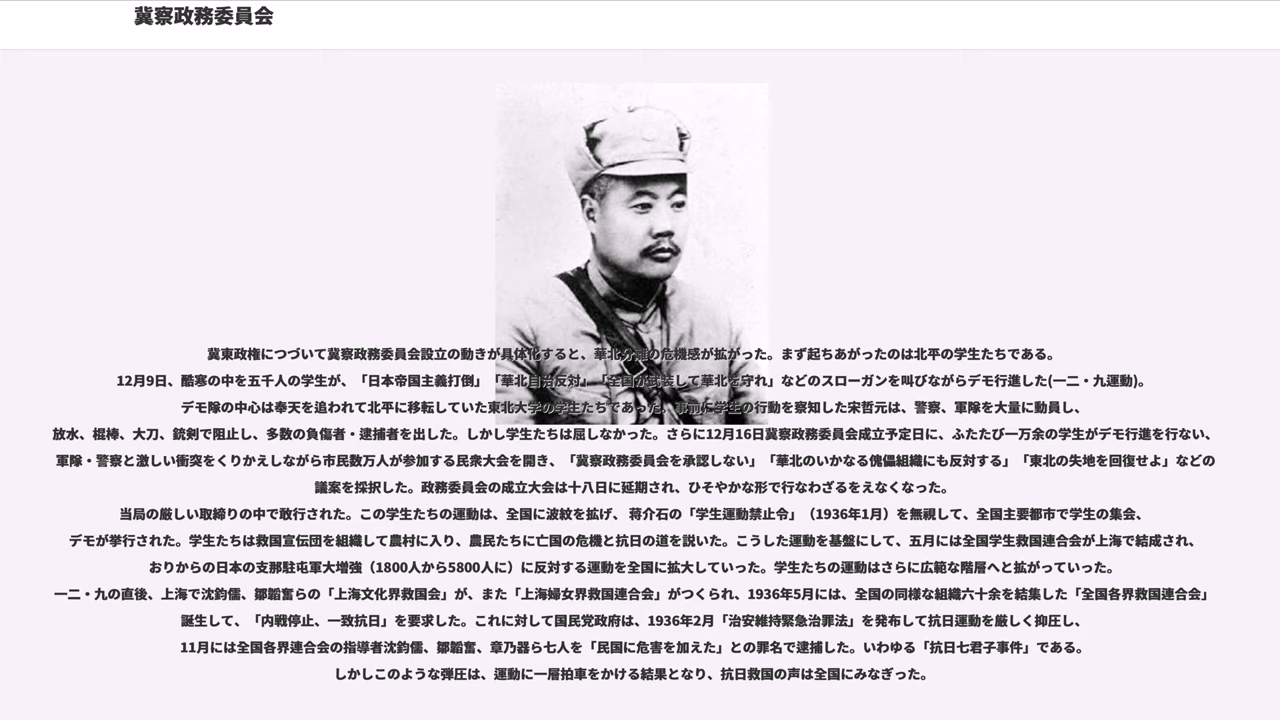 冀察政務委員会
冀東政権につづいて冀察政務委員会設立の動きが具体化すると、華北分離の危機感が拡がった。まず起ちあがったのは北平の学生たちである。
12月9日、酷寒の中を五千人の学生が、「日本帝国主義打倒」「華北自治反対」「全国が武装して華北を守れ」などのスローガンを叫びながらデモ行進した(一二・九運動)。
デモ隊の中心は奉天を追われて北平に移転していた東北大学の学生たちであった。事前に学生の行動を察知した宋哲元は、警察、軍隊を大量に動員し、
放水、棍棒、大刀、銃剣で阻止し、多数の負傷者・逮捕者を出した。しかし学生たちは屈しなかった。さらに12月16日冀察政務委員会成立予定日に、ふたたび一万余の学生がデモ行進を行ない、
軍隊・警察と激しい衝突をくりかえしながら市民数万人が参加する民衆大会を開き、「冀察政務委員会を承認しない」「華北のいかなる傀儡組織にも反対する」「東北の失地を回復せよ」などの
議案を採択した。政務委員会の成立大会は十八日に延期され、ひそやかな形で行なわざるをえなくなった。
当局の厳しい取締りの中で敢行された。この学生たちの運動は、全国に波紋を拡げ、 蒋介石の「学生運動禁止令」（1936年1月）を無視して、全国主要都市で学生の集会、
デモが挙行された。学生たちは救国宣伝団を組織して農村に入り、農民たちに亡国の危機と抗日の道を説いた。こうした運動を基盤にして、五月には全国学生救国連合会が上海で結成され、
おりからの日本の支那駐屯軍大増強（1800人から5800人に）に反対する運動を全国に拡大していった。学生たちの運動はさらに広範な階層へと拡がっていった。
一二・九の直後、上海で沈鈞儒、鄒韜奮らの「上海文化界救国会」が、また「上海婦女界救国連合会」がつくられ、1936年5月には、全国の同様な組織六十余を結集した「全国各界救国連合会」
誕生して、「内戦停止、一致抗日」を要求した。これに対して国民党政府は、1936年2月「治安維持緊急治罪法」を発布して抗日運動を厳しく抑圧し、
11月には全国各界連合会の指導者沈鈞儒、鄒韜奮、章乃器ら七人を「民国に危害を加えた」との罪名で逮捕した。いわゆる「抗日七君子事件」である。
しかしこのような弾圧は、運動に一層拍車をかける結果となり、抗日救国の声は全国にみなぎった。